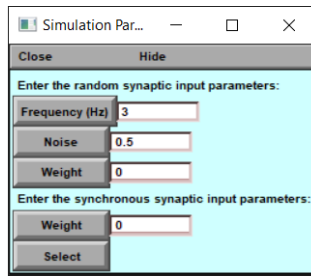 Simulation Par...
Close Hide
Enter the random synaptic input parameters:
Frequency (Hz) 3
Noise 0.5
Weight 0
Enter the synchronous synaptic input parameters:
Weight 0
Select